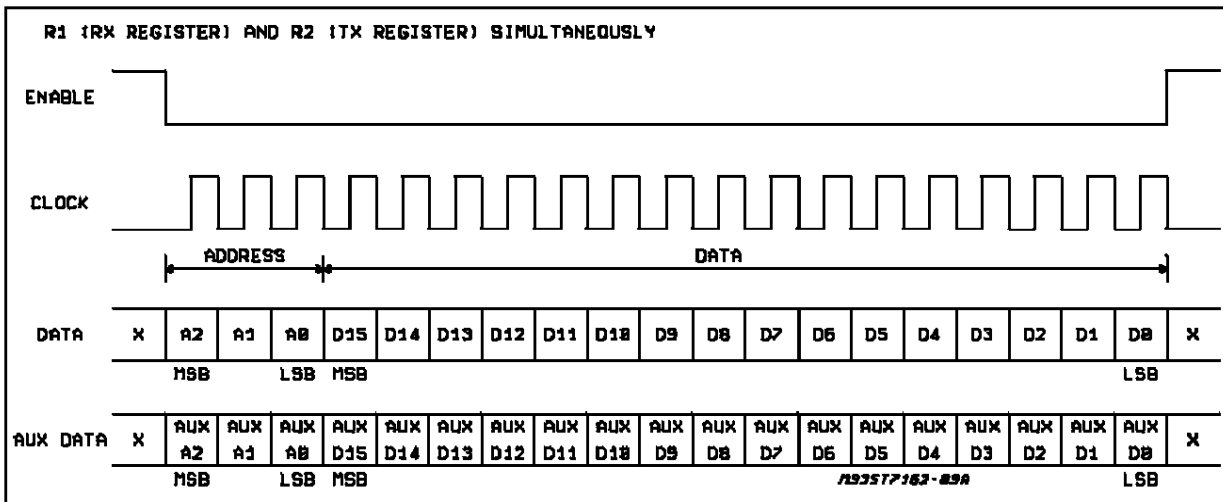 R1 (RX REGISTER) AND R2 (TX REGISTER) SIMULTANEOUSLY
ENABLE
CLOCK
ADDRESS DATA
DATA X A2 A1 A0 D15 D14 D13 D12 D11 D10 D9 D8 D7 D6 D5 D4 D3 D2 D1 D0 X
MSB LSB MSB LSB
AUX DATA X AUX A2 AUX A1 AUX A0 AUX D15 AUX D14 AUX D13 AUX D12 AUX D11 AUX D10 AUX D9 AUX D8 AUX D7 AUX D6 AUX D5 AUX D4 AUX D3 AUX D2 AUX D1 AUX D0 X
MSB LSB MSB M93ST7162-09A LSB